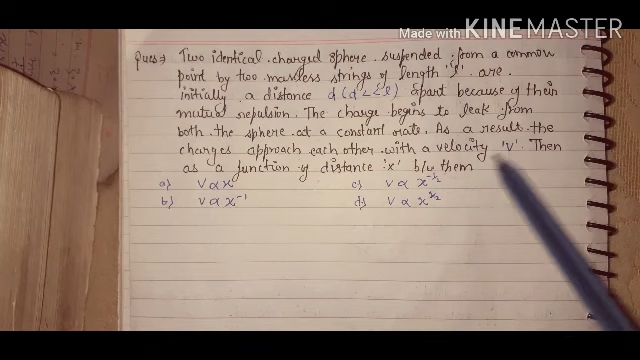 Made with KINEMASTER
Ques → Two identical charged sphere suspended from a common
point by two massless strings of length 'l' are
initially a distance d (d << l) apart because of their
mutual repulsion. The charge begins to leak from
both the sphere at a constant rate. As a result the
charges approach each other with a velocity 'v'. Then
as a function of distance 'x' b/w them
a) v ∝ x c) v ∝ x^-1/2
b) v ∝ x^-1 d) v ∝ x^1/2